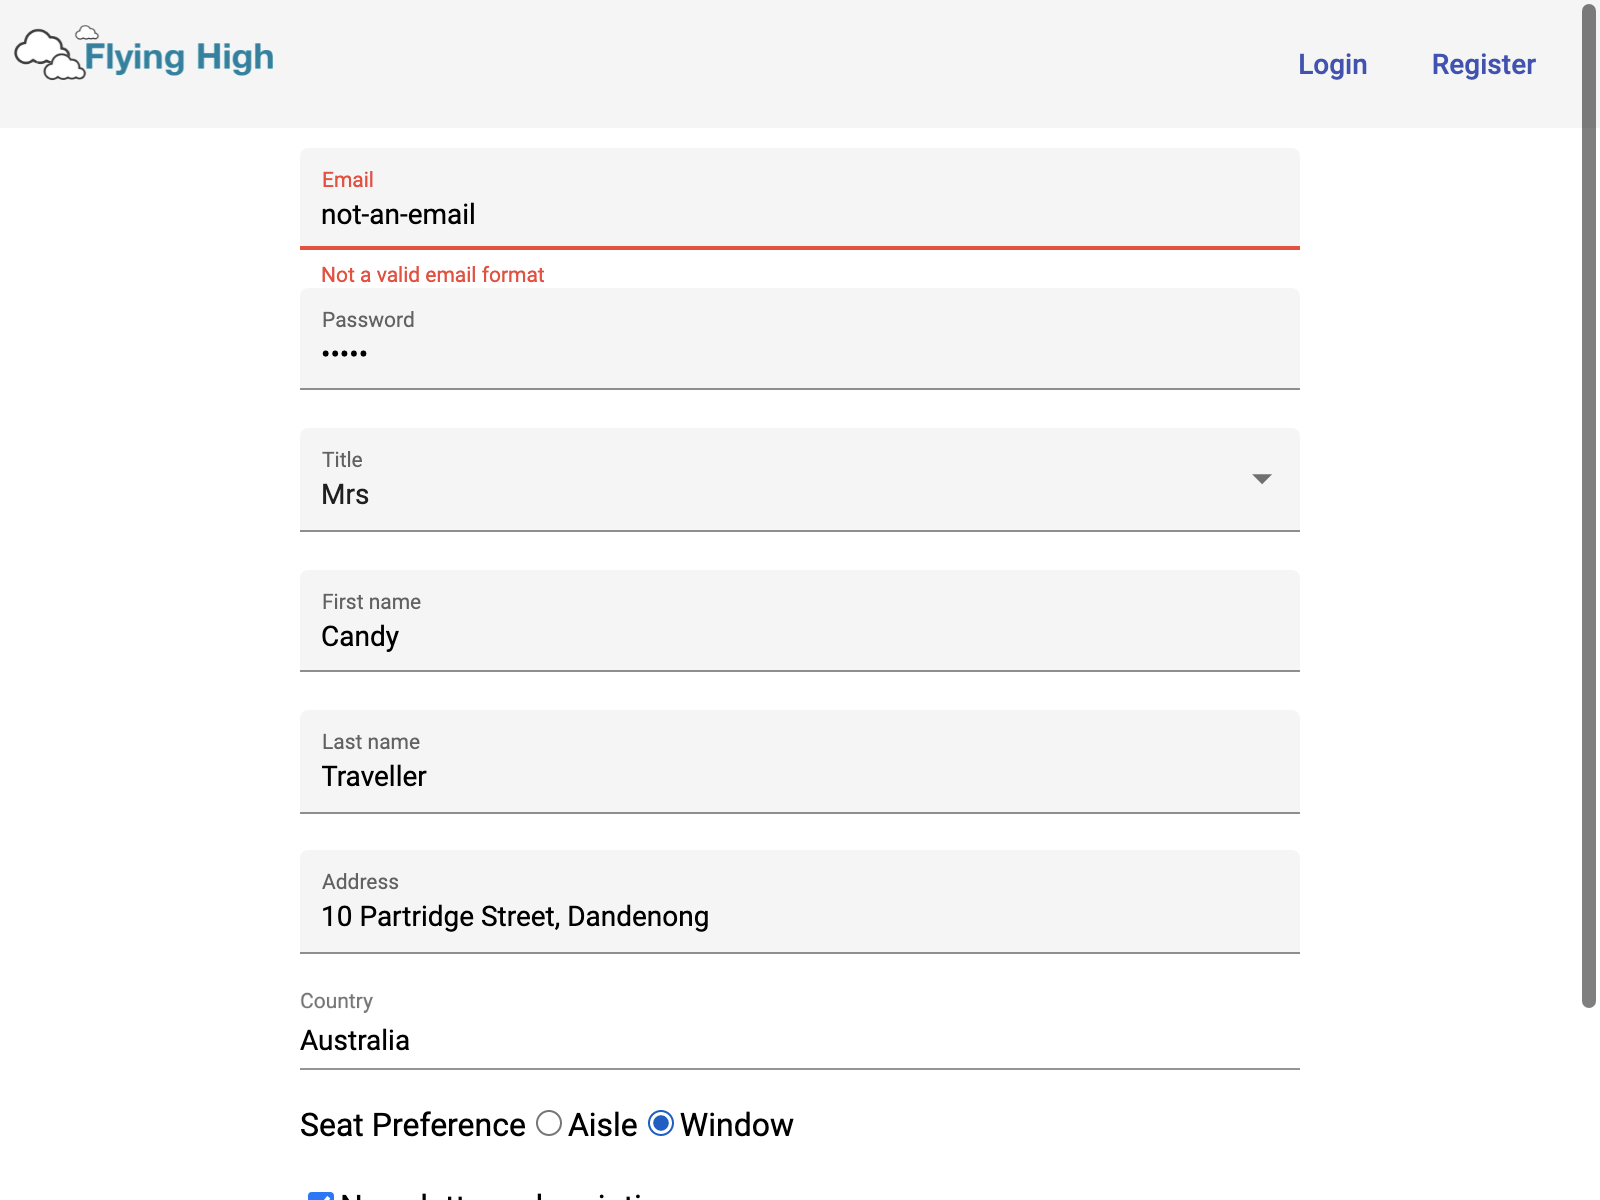 Flying High
Login
Register
Email
not-an-email
Not a valid email format
Password
•••••
Title
Mrs
First name
Candy
Last name
Traveller
Address
10 Partridge Street, Dandenong
Country
Australia
Seat Preference Aisle Window